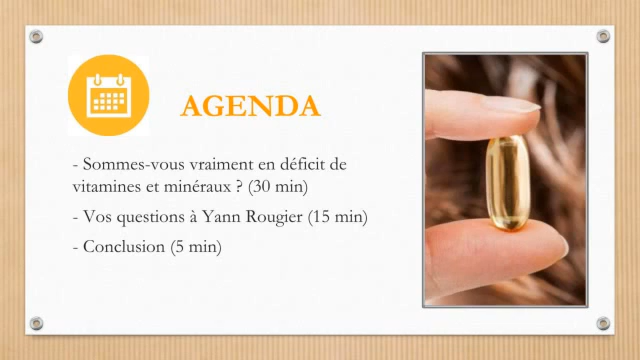 AGENDA
- Sommes-vous vraiment en déficit de
vitamines et minéraux ? (30 min)
- Vos questions à Yann Rougier (15 min)
- Conclusion (5 min)